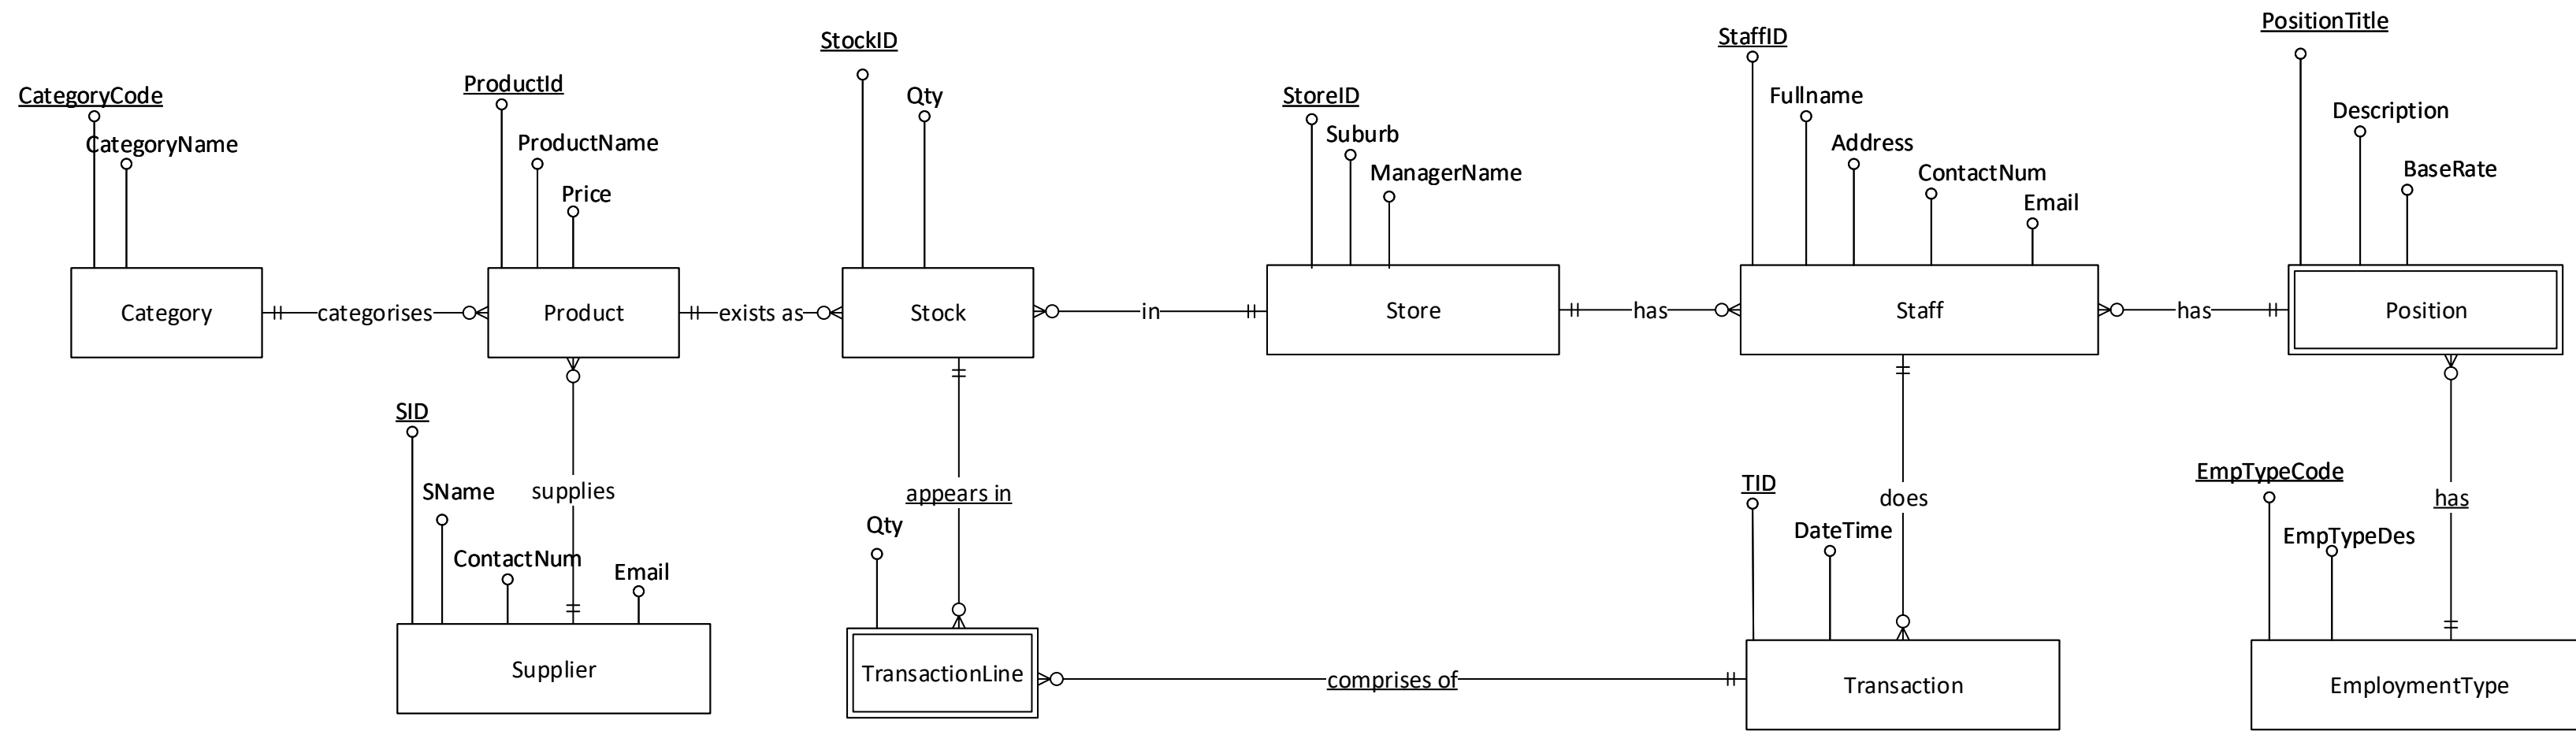 PositionTitle
StaffID
StockID
ProductId
CategoryCode
Qty
StoreID
Fullname
Description
CategoryName
ProductName
Suburb
Address
ManagerName
ContactNum
BaseRate
Price
Email
Category
categorises
Product
exists as
Stock
in
Store
has
Staff
has
Position
SID
SName
supplies
appears in
TID
does
EmpTypeCode
has
Qty
DateTime
EmpTypeDes
ContactNum
Email
Supplier
TransactionLine
comprises of
Transaction
EmploymentType